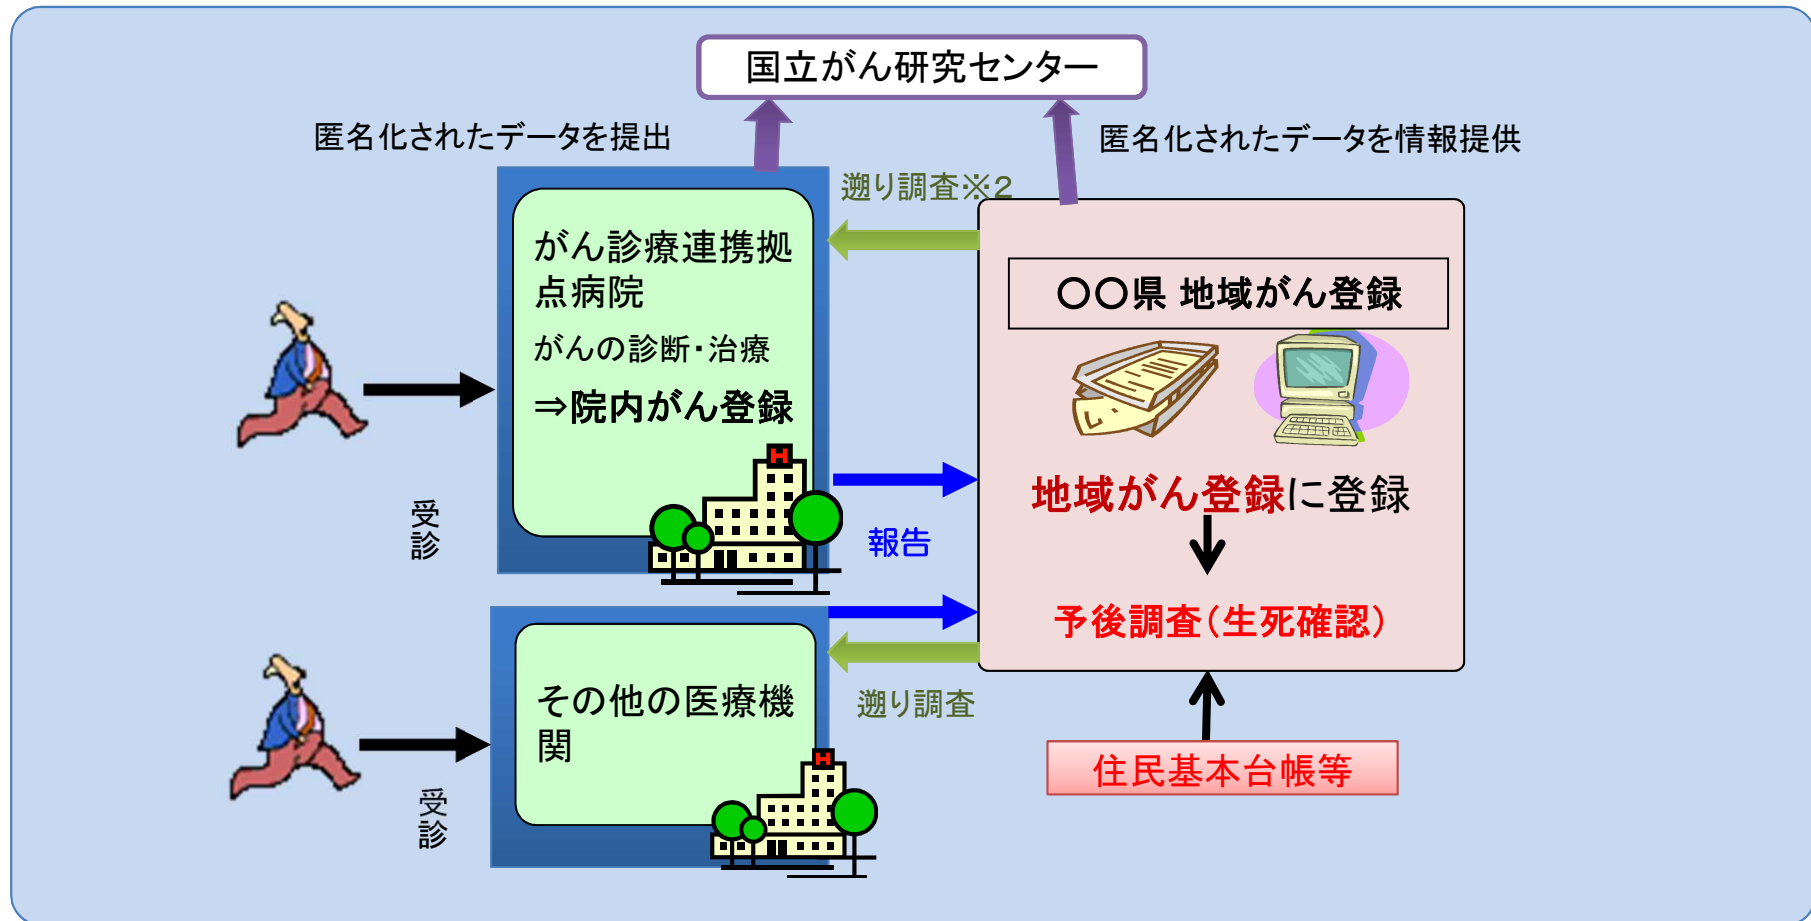 国立がん研究センター
匿名化されたデータを提出
匿名化されたデータを情報提供
遡り調査※2
がん診療連携拠
点病院
がんの診断・治療
⇒院内がん登録
〇〇県 地域がん登録
地域がん登録に登録
予後調査(生死確認)
受診
報告
その他の医療機
関
遡り調査
住民基本台帳等
受診
H
H